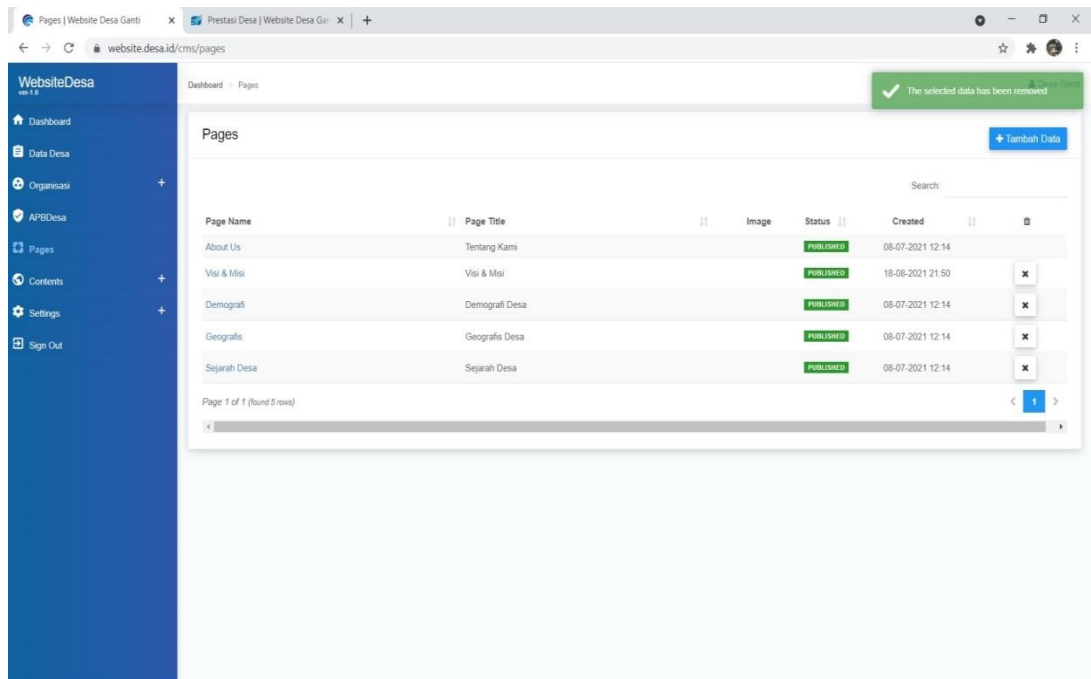 Pages | Website Desa Ganti
Prestasi Desa | Website Desa Gan
website.desa.id/cms/pages
WebsiteDesa
ver-1.0
Dashboard > Pages
Desa Ganti
The selected data has been removed
Dashboard
Data Desa
Organisasi +
APBDesa
Pages
Contents +
Settings +
Sign Out
Pages
+ Tambah Data
Search:
Page Name Page Title Image Status Created
About Us Tentang Kami PUBLISHED 08-07-2021 12:14
Visi & Misi Visi & Misi PUBLISHED 18-08-2021 21:50
Demografi Demografi Desa PUBLISHED 08-07-2021 12:14
Geografis Geografis Desa PUBLISHED 08-07-2021 12:14
Sejarah Desa Sejarah Desa PUBLISHED 08-07-2021 12:14
Page 1 of 1 (found 5 rows)
< 1 >